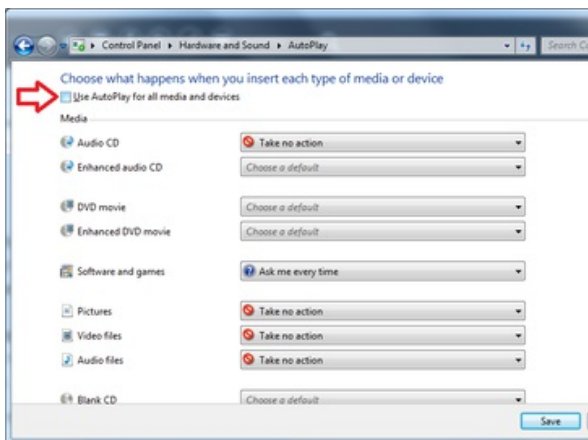 Control Panel ▸ Hardware and Sound ▸ AutoPlay
Search Co
Choose what happens when you insert each type of media or device
Use AutoPlay for all media and devices
Media
Audio CD Take no action
Enhanced audio CD Choose a default
DVD movie Choose a default
Enhanced DVD movie Choose a default
Software and games Ask me every time
Pictures Take no action
Video files Take no action
Audio files Take no action
Blank CD Choose a default
Save